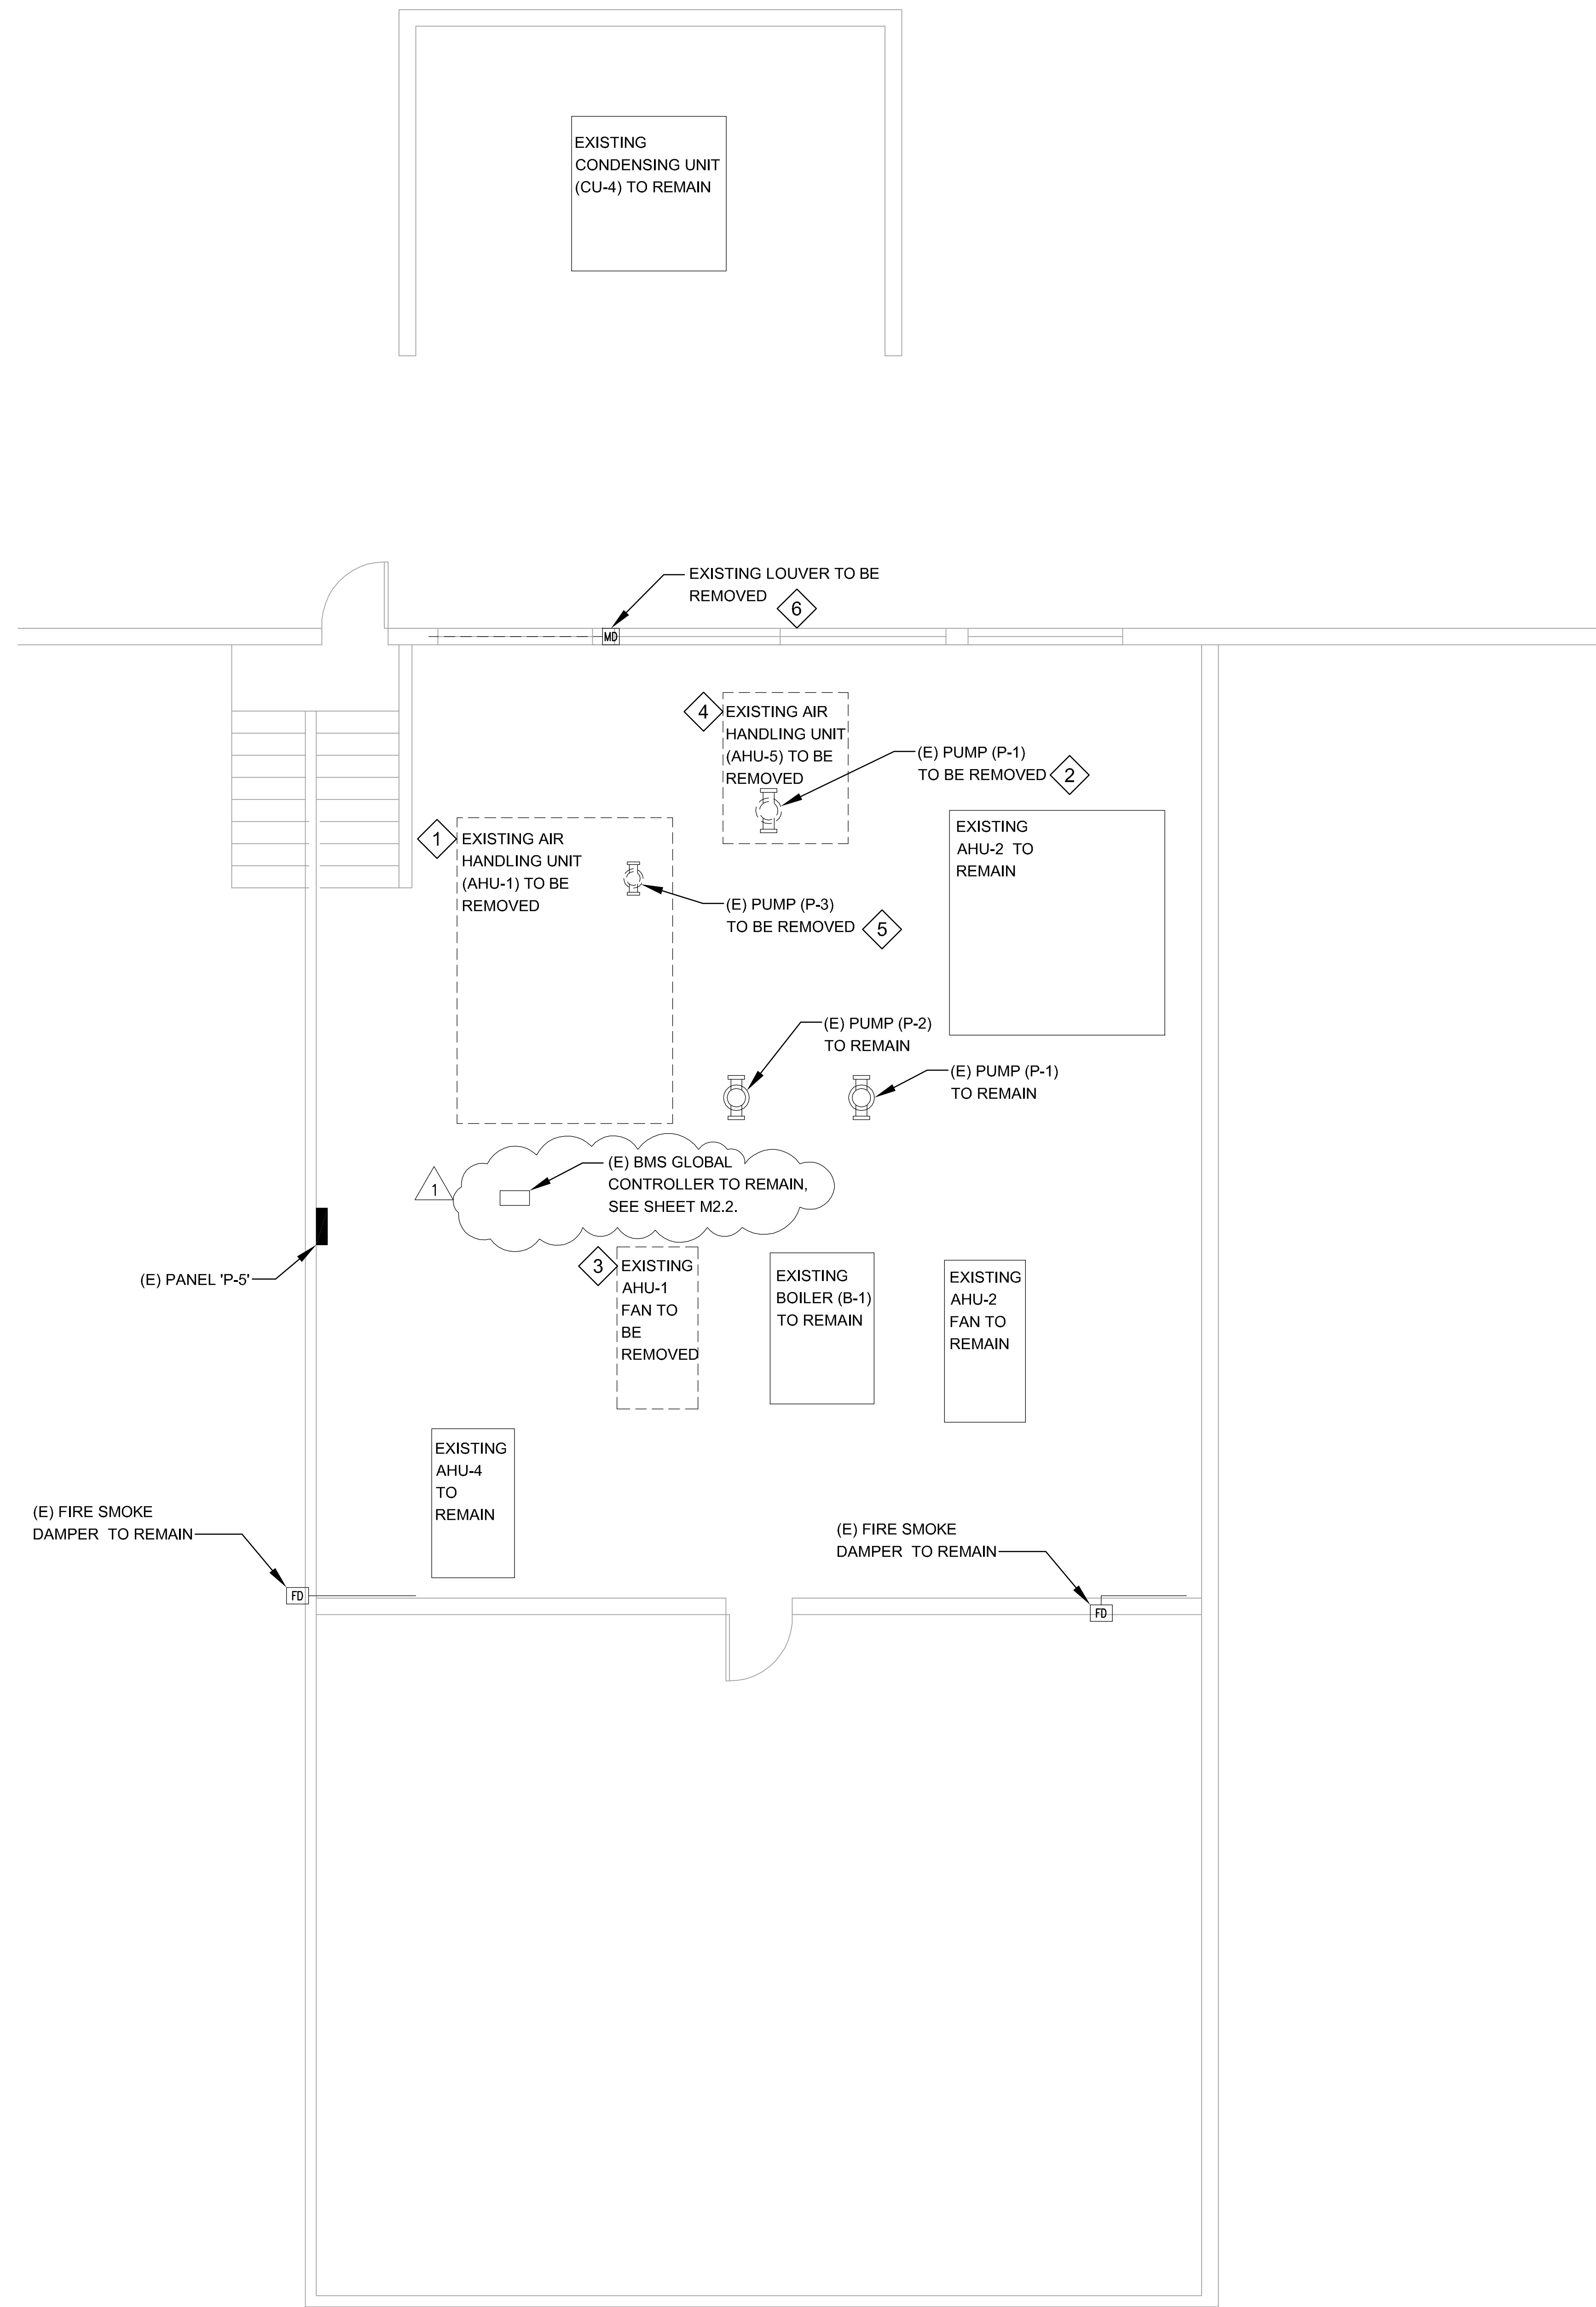 EXISTING
CONDENSING UNIT
(CU-4) TO REMAIN
EXISTING LOUVER TO BE
REMOVED
6
MD
4
EXISTING AIR
HANDLING UNIT
(AHU-5) TO BE
REMOVED
(E) PUMP (P-1)
TO BE REMOVED
2
1
EXISTING AIR
HANDLING UNIT
(AHU-1) TO BE
REMOVED
EXISTING
AHU-2 TO
REMAIN
(E) PUMP (P-3)
TO BE REMOVED
5
(E) PUMP (P-2)
TO REMAIN
(E) PUMP (P-1)
TO REMAIN
1
(E) BMS GLOBAL
CONTROLLER TO REMAIN,
SEE SHEET M2.2.
(E) PANEL 'P-5'
3
EXISTING
AHU-1
FAN TO
BE
REMOVED
EXISTING
BOILER (B-1)
TO REMAIN
EXISTING
AHU-2
FAN TO
REMAIN
EXISTING
AHU-4
TO
REMAIN
(E) FIRE SMOKE
DAMPER TO REMAIN
FD
(E) FIRE SMOKE
DAMPER TO REMAIN
FD